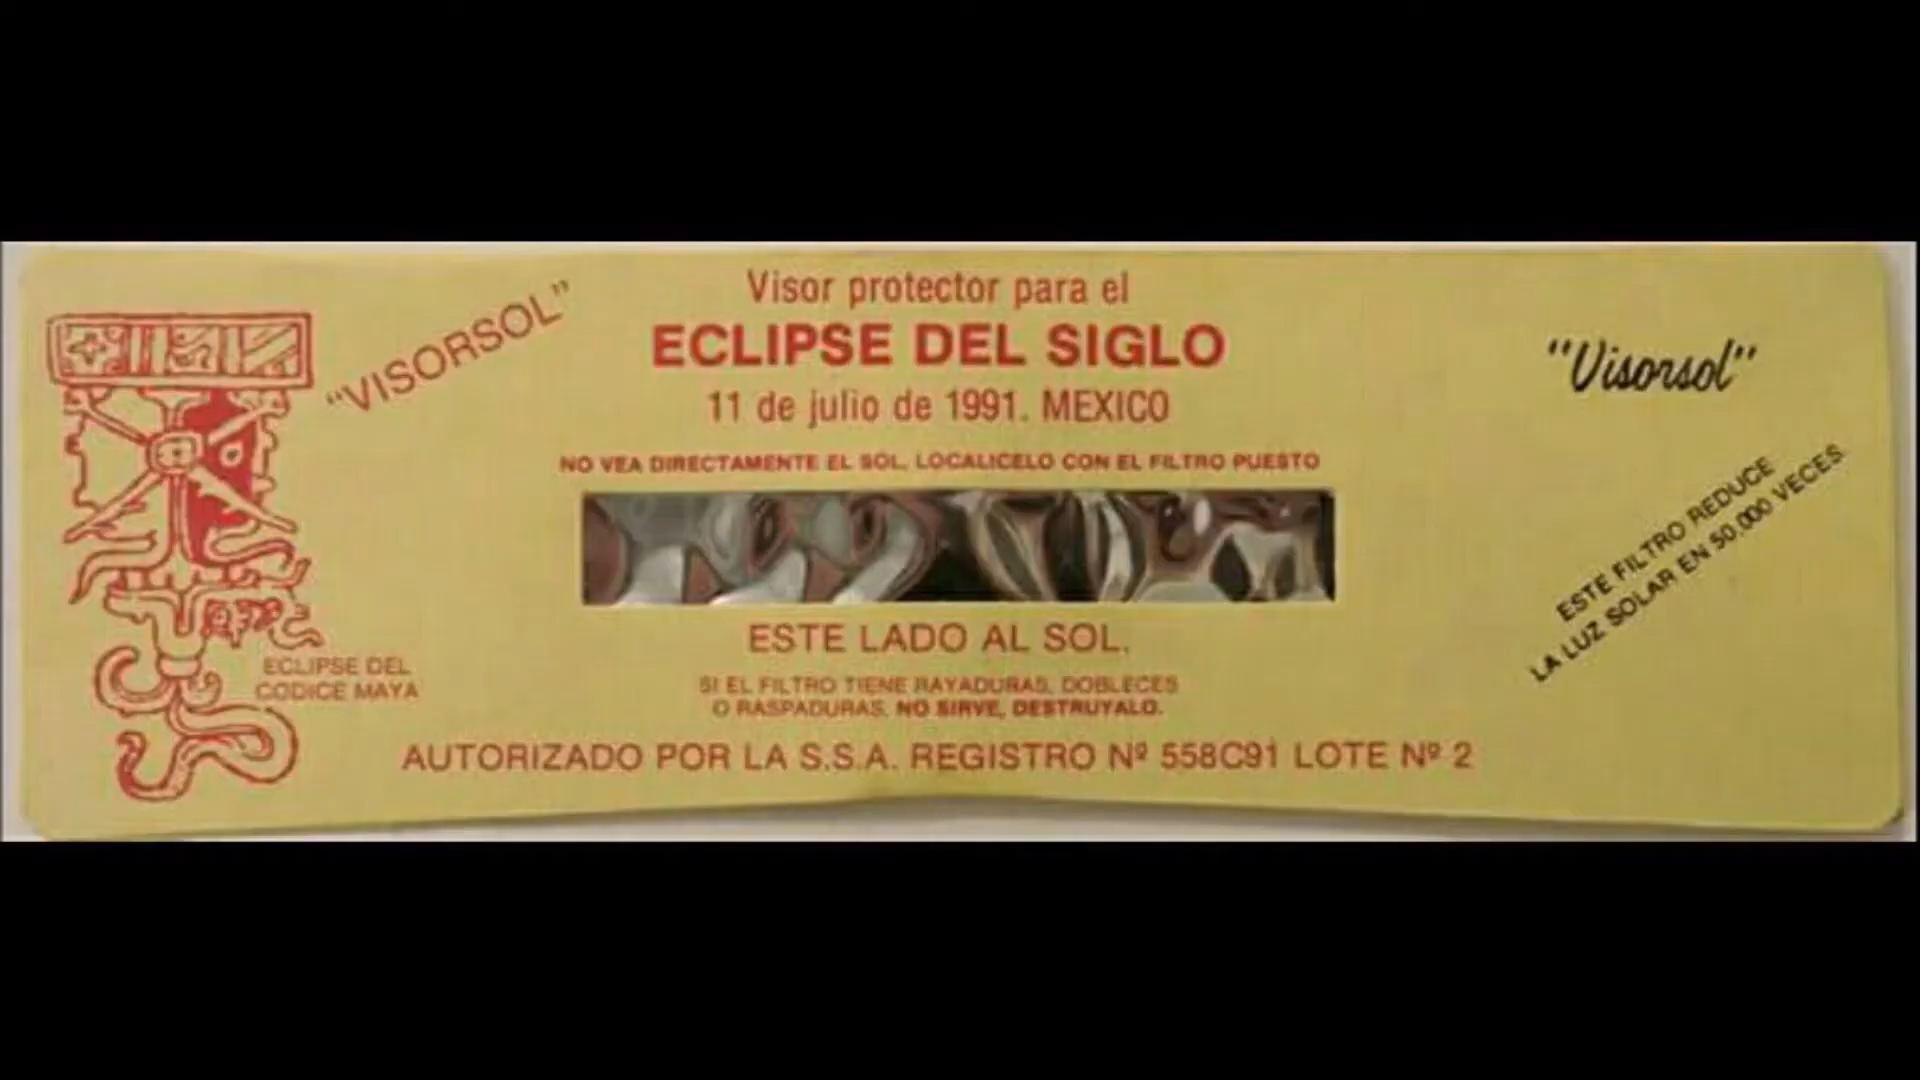 "VISORSOL"
Visor protector para el
ECLIPSE DEL SIGLO
11 de julio de 1991. MEXICO
NO VEA DIRECTAMENTE EL SOL, LOCALICELO CON EL FILTRO PUESTO
ESTE LADO AL SOL.
SI EL FILTRO TIENE RAYADURAS, DOBLECES
O RASPADURAS, NO SIRVE, DESTRUYALO.
AUTORIZADO POR LA S.S.A. REGISTRO Nº 558C91 LOTE Nº 2
ECLIPSE DEL
CODICE MAYA
"Visorsol"
ESTE FILTRO REDUCE
LA LUZ SOLAR EN 50.000 VECES